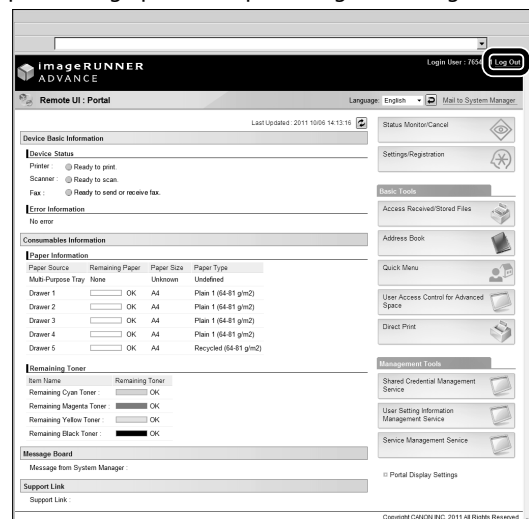 imageRUNNER
ADVANCE
Login User : 7654
Log Out
Remote UI : Portal
Language: English
Mail to System Manager
Last Updated : 2011 10/06 14:13:16
Device Basic Information
Device Status
Printer : Ready to print.
Scanner : Ready to scan.
Fax : Ready to send or receive fax.
Error Information
No error
Consumables Information
Paper Information
Paper Source Remaining Paper Paper Size Paper Type
Multi-Purpose Tray None Unknown Undefined
Drawer 1 OK A4 Plain 1 (64-81 g/m2)
Drawer 2 OK A4 Plain 1 (64-81 g/m2)
Drawer 3 OK A4 Plain 1 (64-81 g/m2)
Drawer 4 OK A4 Plain 1 (64-81 g/m2)
Drawer 5 OK A4 Recycled (64-81 g/m2)
Remaining Toner
Item Name Remaining Toner
Remaining Cyan Toner : OK
Remaining Magenta Toner : OK
Remaining Yellow Toner : OK
Remaining Black Toner : OK
Message Board
Message from System Manager :
Support Link
Support Link :
Status Monitor/Cancel
Settings/Registration
Basic Tools
Access Received/Stored Files
Address Book
Quick Menu
User Access Control for Advanced
Space
Direct Print
Management Tools
Shared Credential Management
Service
User Setting Information
Management Service
Service Management Service
Portal Display Settings
Copyright CANON INC. 2011 All Rights Reserved